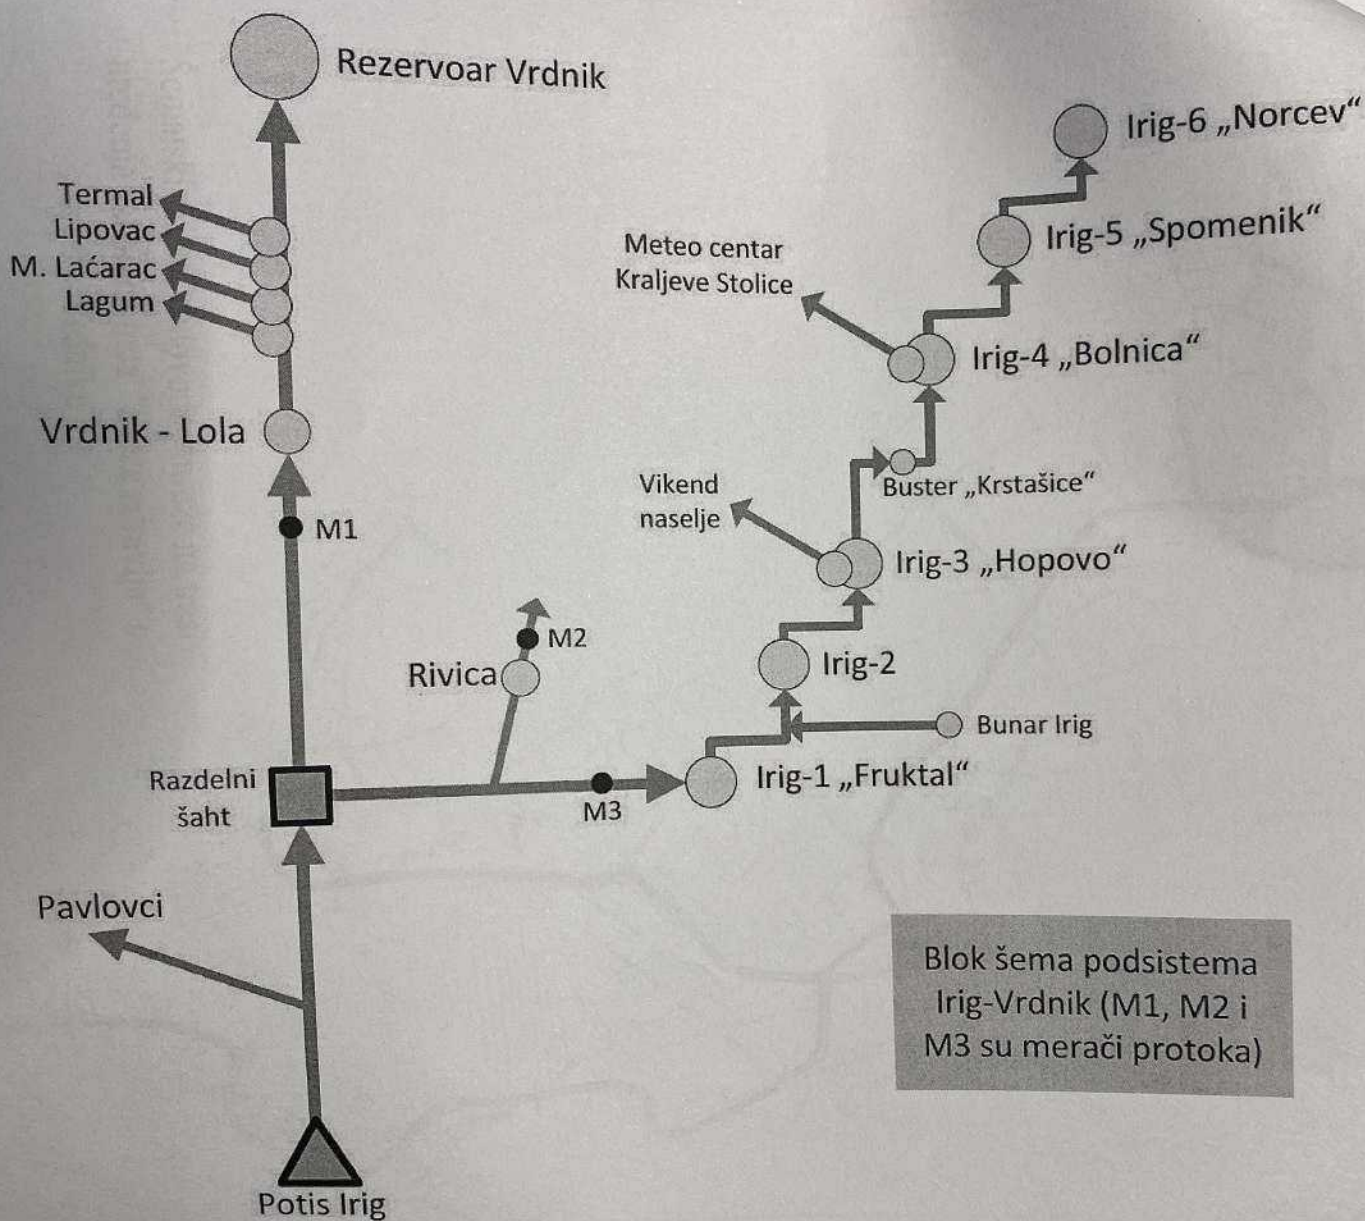 Rezervoar Vrdnik
Irig-6 „Norcev“
Termal
Lipovac
M. Laćarac
Lagum
Irig-5 „Spomenik“
Meteo centar
Kraljeve Stolice
Irig-4 „Bolnica“
Vrdnik - Lola
Buster „Krstašice“
Vikend
naselje
M1
Irig-3 „Hopovo“
M2
Rivica
Irig-2
Bunar Irig
Razdelni
šaht
Irig-1 „Fruktal“
M3
Pavlovci
Blok šema podsistema
Irig-Vrdnik (M1, M2 i
M3 su merači protoka)
Potis Irig